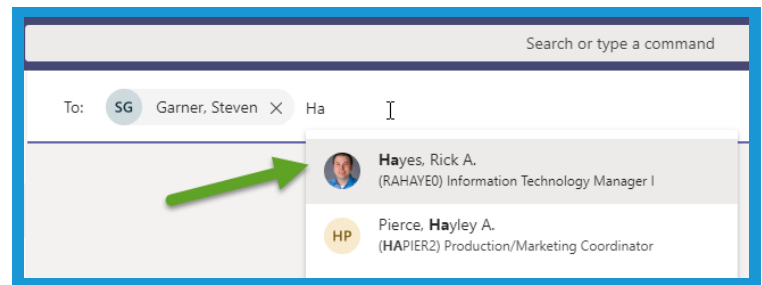 Search or type a command
To: SG Garner, Steven Ha
Hayes, Rick A.
(RAHAYE0) Information Technology Manager I
HP Pierce, Hayley A.
(HAPIER2) Production/Marketing Coordinator